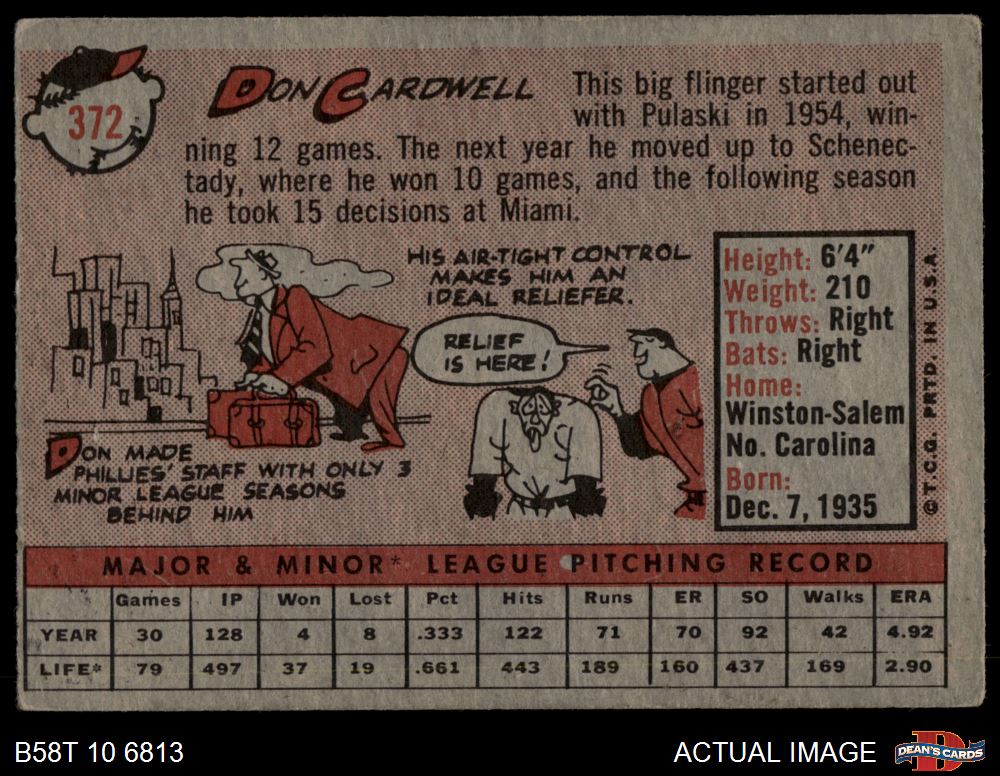 372
DON CARDWELL
This big flinger started out
with Pulaski in 1954, win-
ning 12 games. The next year he moved up to Schenec-
tady, where he won 10 games, and the following season
he took 15 decisions at Miami.
HIS AIR-TIGHT CONTROL
MAKES HIM AN
IDEAL RELIEFER.
RELIEF
IS HERE!
DON MADE
PHILLIES' STAFF WITH ONLY 3
MINOR LEAGUE SEASONS
BEHIND HIM
Height: 6'4"
Weight: 210
Throws: Right
Bats: Right
Home:
Winston-Salem
No. Carolina
Born:
Dec. 7, 1935
© T.C.G. PRTD. IN U.S.A.
MAJOR & MINOR* LEAGUE PITCHING RECORD
Games IP Won Lost Pct Hits Runs ER SO Walks ERA
YEAR 30 128 4 8 .333 122 71 70 92 42 4.92
LIFE* 79 497 37 19 .661 443 189 160 437 169 2.90
B58T 10 6813
ACTUAL IMAGE
DEAN'S CARDS